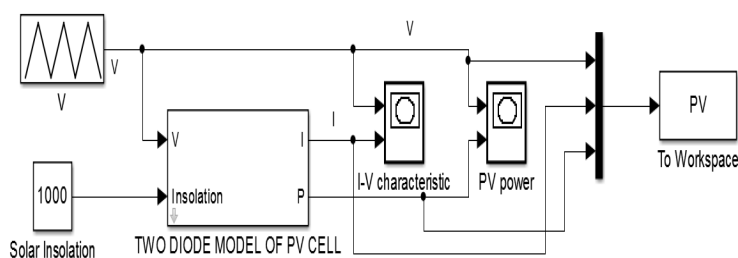 V
V
V
V
I
I
PV
To Workspace
1000
Insolation
P
I-V characteristic
PV power
Solar Insolation
TWO DIODE MODEL OF PV CELL